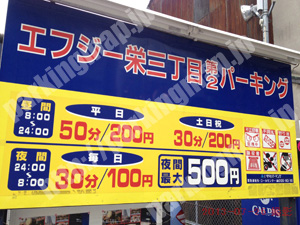 エフジー栄三丁目第2パーキング
昼間 8:00~24:00
平日 50分/200円
土日祝 30分/200円
夜間 24:00~8:00
毎日 30分/100円
夜間最大 500円
CALPIS